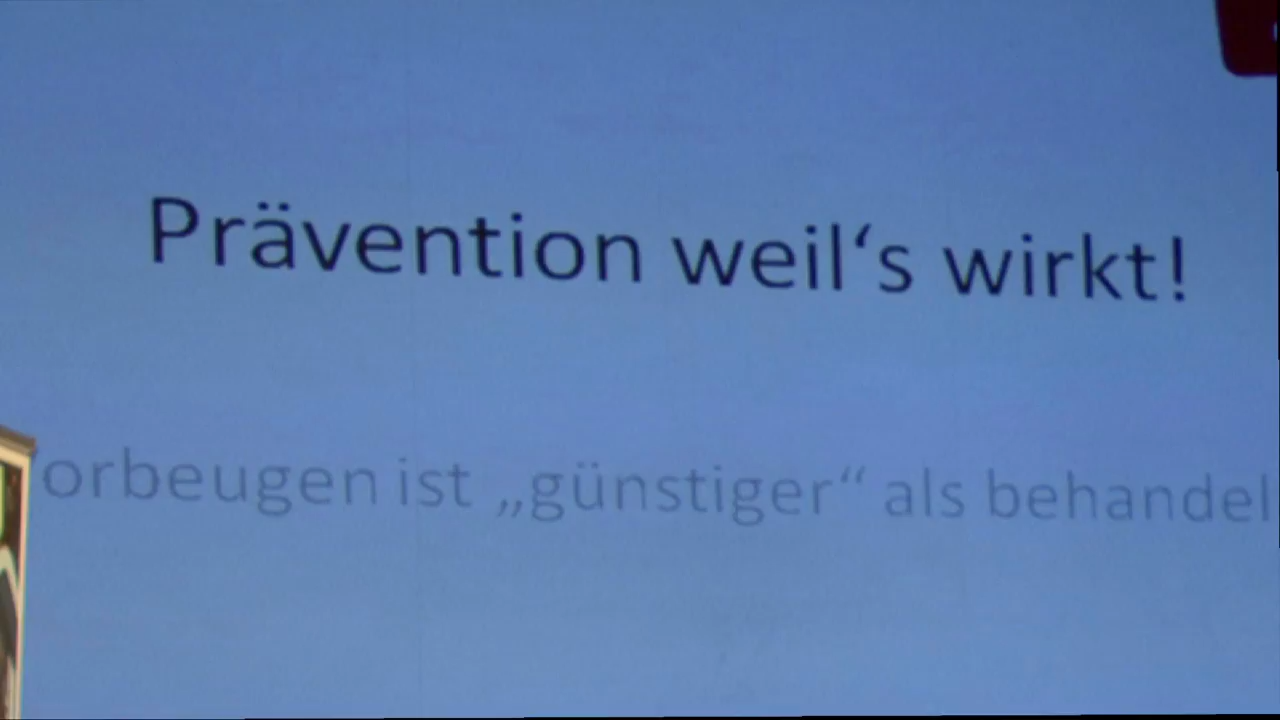 Prävention weil‘s wirkt!
orbeugen ist „günstiger“ als behandel